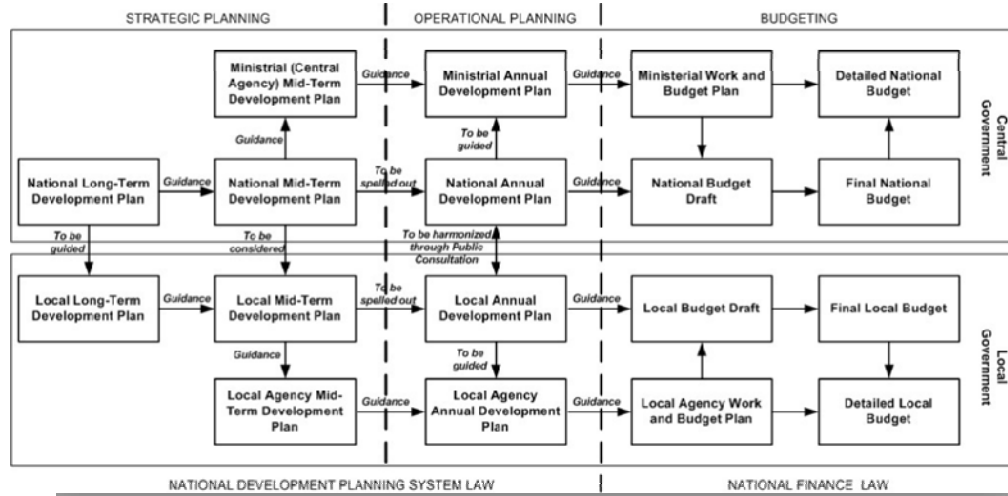 STRATEGIC PLANNING
OPERATIONAL PLANNING
BUDGETING
Ministrial (Central
Agency) Mid-Term
Development Plan
Guidance
Ministrial Annual
Development Plan
Guidance
Ministerial Work and
Budget Plan
Detailed National
Budget
Guidance
To be
guided
National Long-Term
Development Plan
Guidance
National Mid-Term
Development Plan
To be
spelled out
National Annual
Development Plan
Guidance
National Budget
Draft
Final National
Budget
Central
Government
To be
guided
To be
considered
To be harmonized
through Public
Consultation
Local Long-Term
Development Plan
Guidance
Local Mid-Term
Development Plan
To be
spelled out
Local Annual
Development Plan
Guidance
Local Budget Draft
Final Local Budget
Guidance
To be
guided
Local Agency Mid-
Term Development
Plan
Guidance
Local Agency
Annual Development
Plan
Guidance
Local Agency Work
and Budget Plan
Detailed Local
Budget
Local
Government
NATIONAL DEVELOPMENT PLANNING SYSTEM LAW
NATIONAL FINANCE LAW